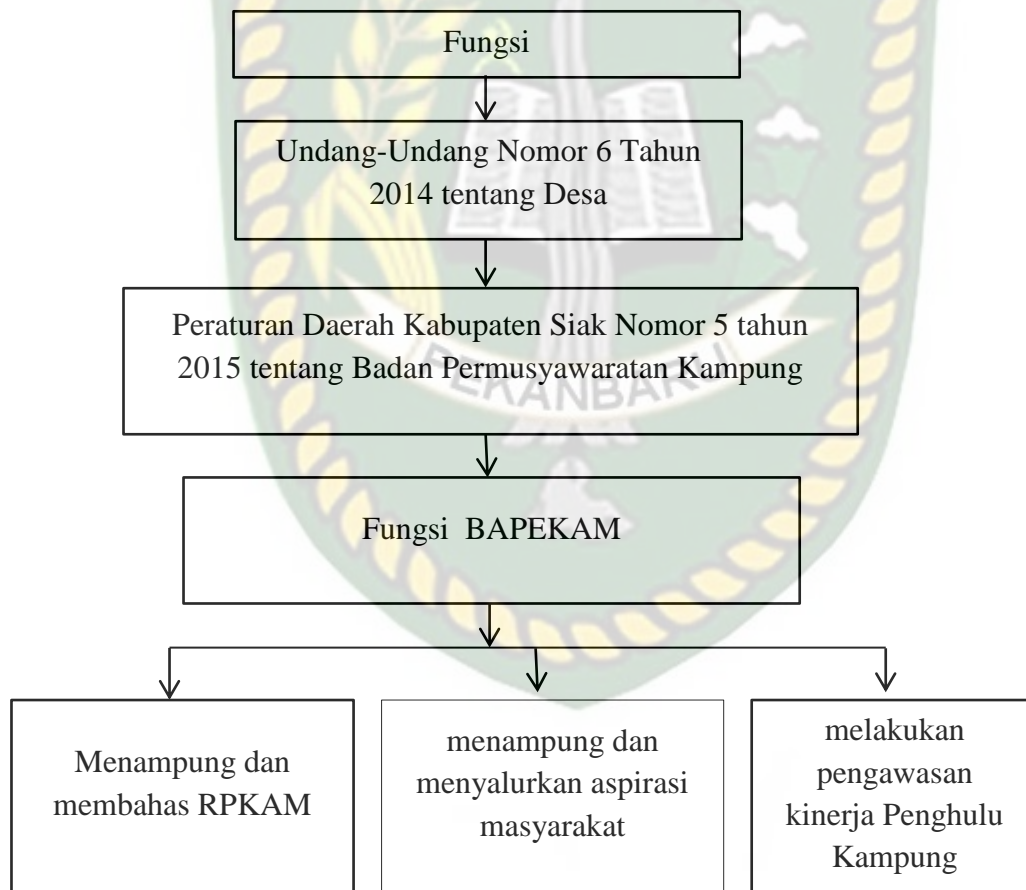 Fungsi
Undang-Undang Nomor 6 Tahun
2014 tentang Desa
Peraturan Daerah Kabupaten Siak Nomor 5 tahun
2015 tentang Badan Permusyawaratan Kampung
PEKANBARU
Fungsi BAPEKAM
Menampung dan
membahas RPKAM
menampung dan
menyalurkan aspirasi
masyarakat
melakukan
pengawasan
kinerja Penghulu
Kampung